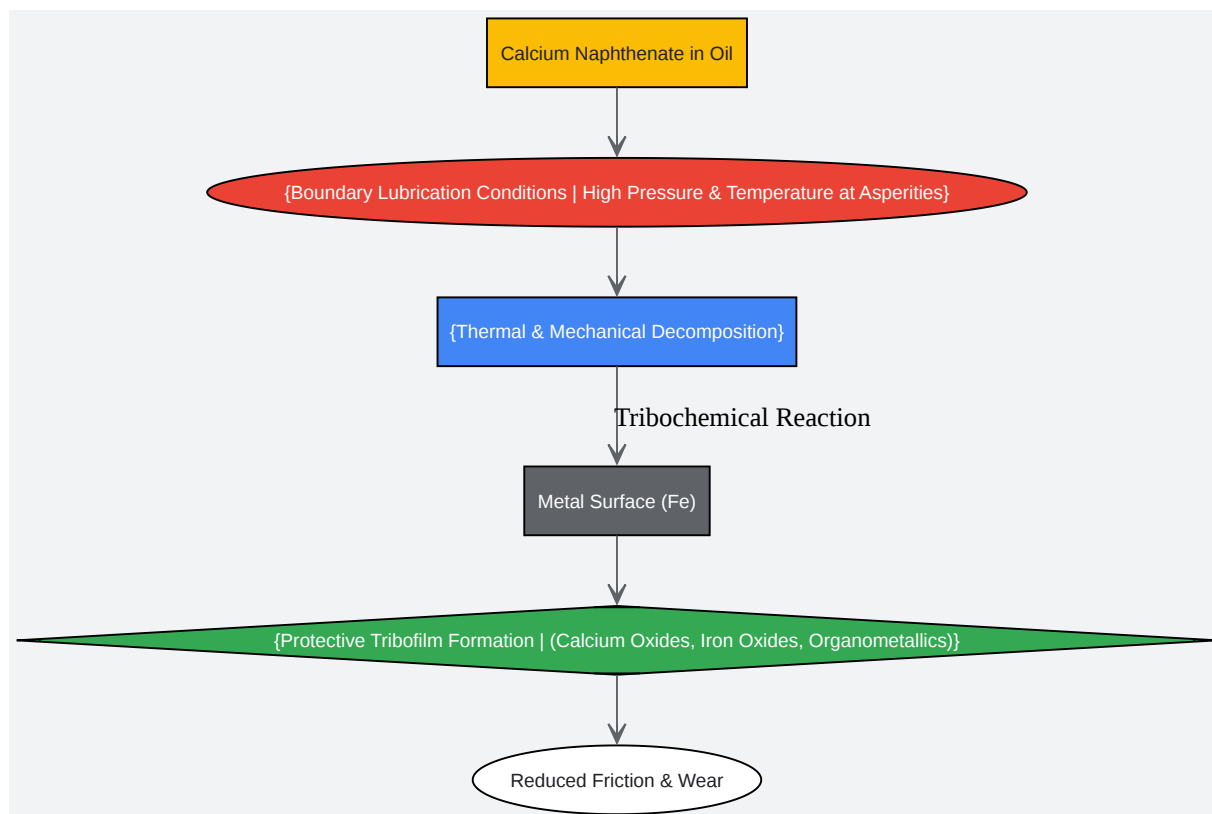 Calcium Naphthenate in Oil
{Boundary Lubrication Conditions | High Pressure & Temperature at Asperities}
{Thermal & Mechanical Decomposition}
Tribochemical Reaction
Metal Surface (Fe)
{Protective Tribofilm Formation | (Calcium Oxides, Iron Oxides, Organometallics)}
Reduced Friction & Wear